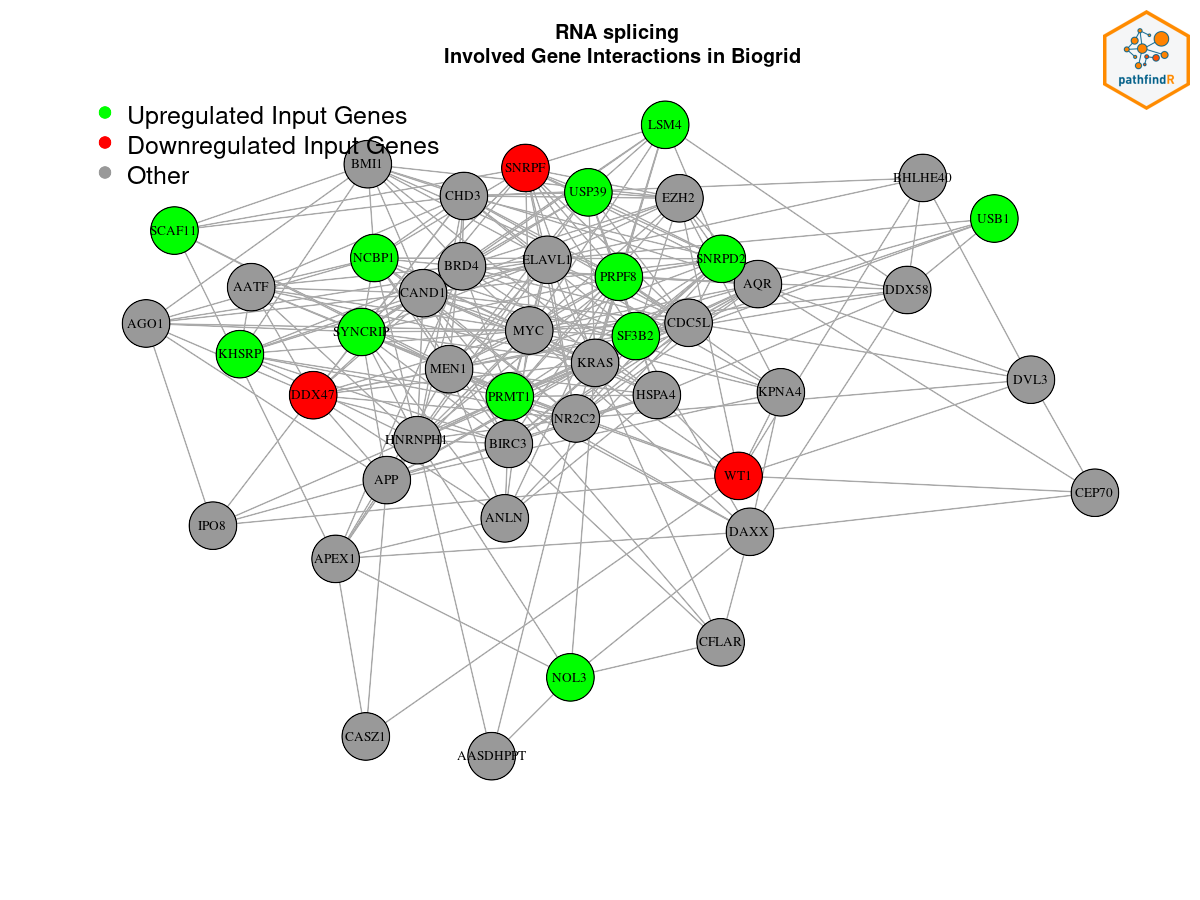 RNA splicing
Involved Gene Interactions in Biogrid
pathfindR
Upregulated Input Genes
Downregulated Input Genes
Other
LSM4
BMI1
SNRPF
CHD3
USP39
EZH2
BHLHE40
SCAF11
USB1
NCBP1
BRD4
ELAVL1
PRPF8
SNRPD2
AATF
CAND1
AQR
DDX58
AGO1
SYNCRIP
MYC
CDC5L
SF3B2
KHSRP
MEN1
KRAS
DVL3
DDX47
PRMT1
HSPA4
KPNA4
NR2C2
HNRNPH1
BIRC3
APP
WT1
CEP70
IPO8
ANLN
DAXX
APEX1
CFLAR
NOL3
CASZ1
AASDHPPT